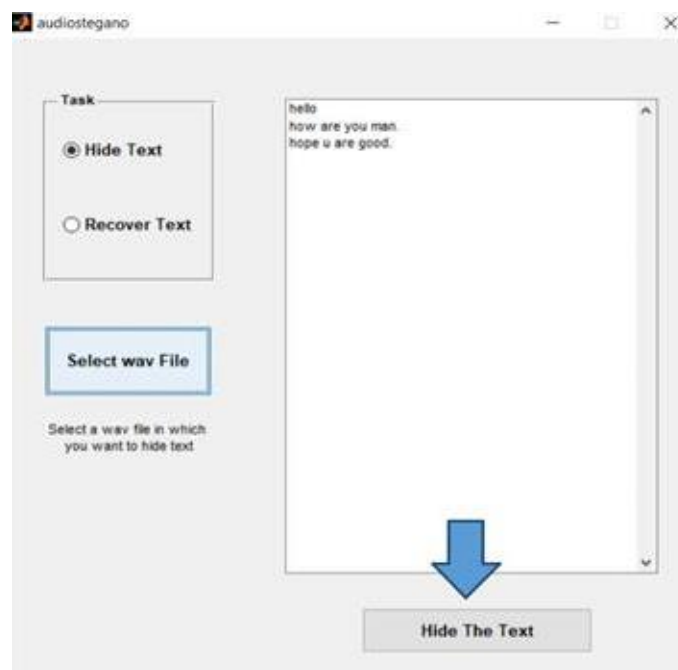 audiostegano
Task
Hide Text
Recover Text
Select wav File
Select a wav file in which
you want to hide text
hello
how are you man.
hope u are good.
Hide The Text